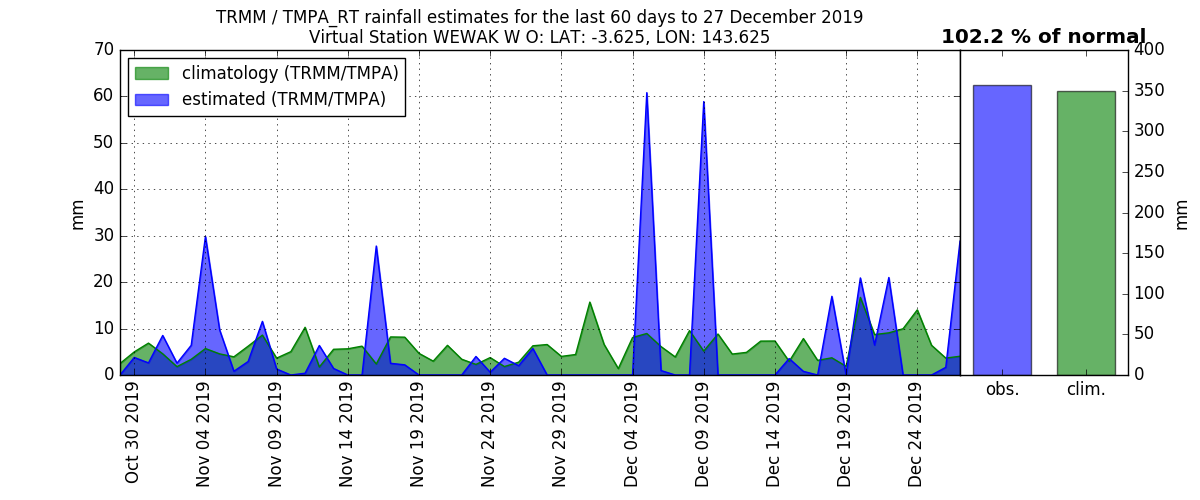 TRMM / TMPA_RT rainfall estimates for the last 60 days to 27 December 2019
Virtual Station WEWAK W O: LAT: -3.625, LON: 143.625
102.2 % of normal
climatology (TRMM/TMPA)
estimated (TRMM/TMPA)
70
60
50
40
30
20
10
0
mm
Oct 30 2019
Nov 04 2019
Nov 09 2019
Nov 14 2019
Nov 19 2019
Nov 24 2019
Nov 29 2019
Dec 04 2019
Dec 09 2019
Dec 14 2019
Dec 19 2019
Dec 24 2019
obs.
clim.
400
350
300
250
200
150
100
50
0
mm